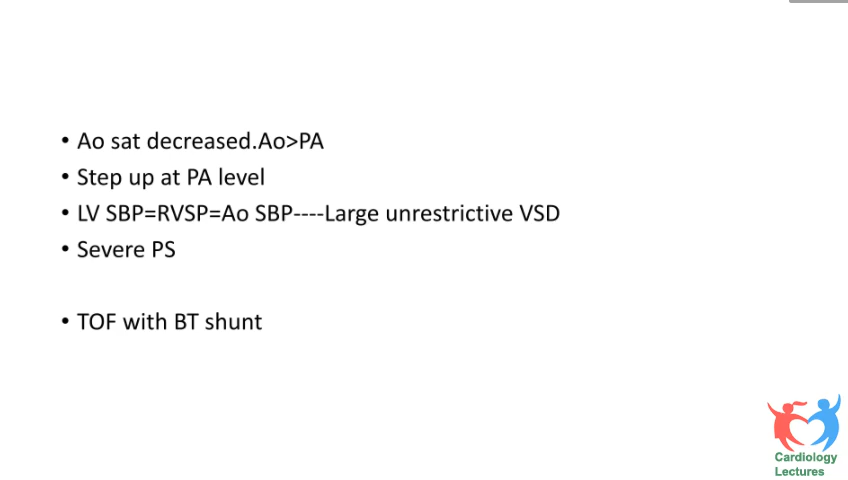 • Ao sat decreased.Ao>PA
• Step up at PA level
• LV SBP=RVSP=Ao SBP----Large unrestrictive VSD
• Severe PS
• TOF with BT shunt
Cardiology
Lectures